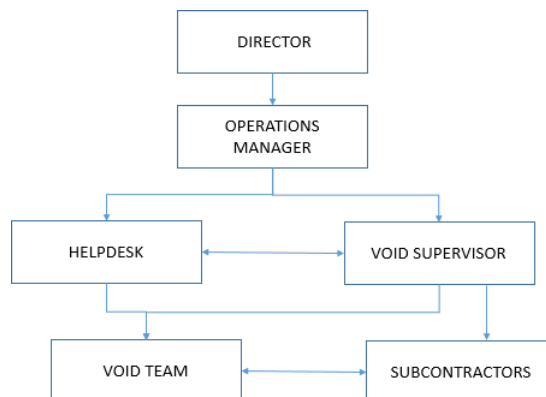 DIRECTOR
OPERATIONS
MANAGER
HELPDESK
VOID SUPERVISOR
VOID TEAM
SUBCONTRACTORS